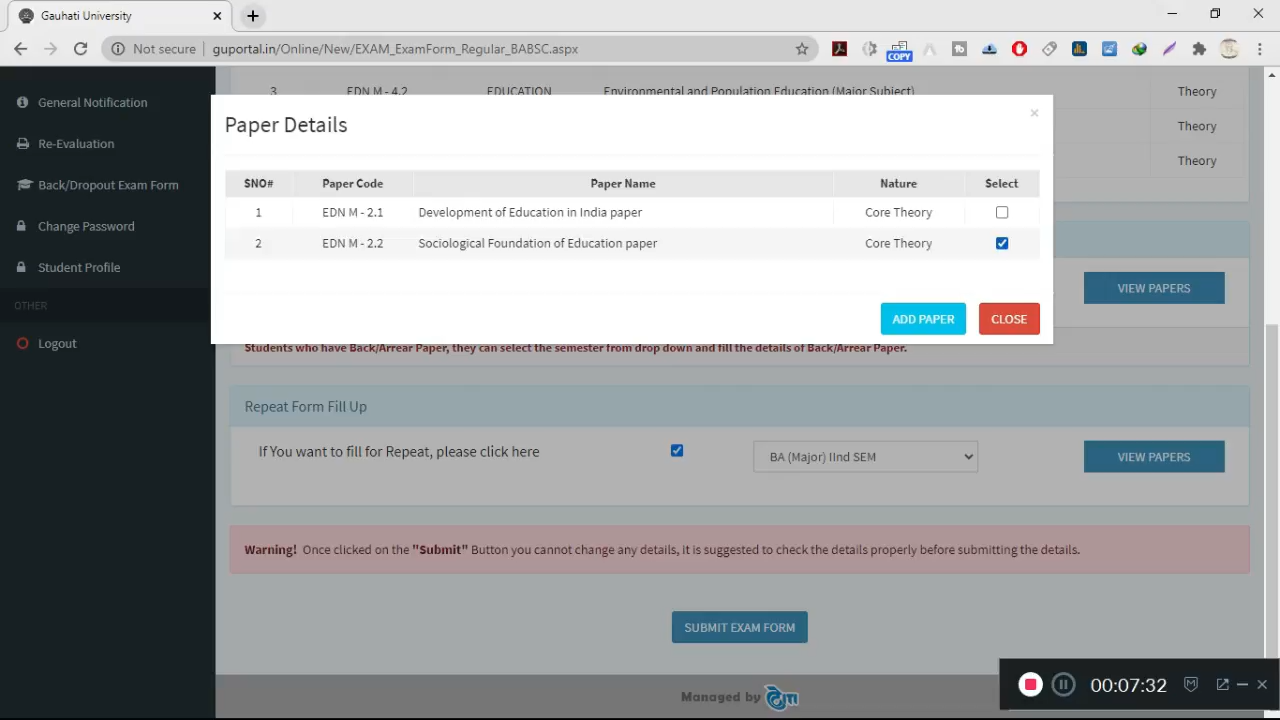 Gauhati University
Not secure guportal.in/Online/New/EXAM_ExamForm_Regular_BABSC.aspx
COPY
General Notification
Re-Evaluation
Back/Dropout Exam Form
Change Password
Student Profile
OTHER
Logout
3 EDN M - 4.2 EDUCATION Environmental and Population Education (Major Subject) Theory
Theory
Theory
Paper Details
×
SNO# Paper Code Paper Name Nature Select
1 EDN M - 2.1 Development of Education in India paper Core Theory
2 EDN M - 2.2 Sociological Foundation of Education paper Core Theory
ADD PAPER CLOSE
VIEW PAPERS
Students who have Back/Arrear Paper, they can select the semester from drop down and fill the details of Back/Arrear Paper.
Repeat Form Fill Up
If You want to fill for Repeat, please click here BA (Major) IInd SEM VIEW PAPERS
Warning! Once clicked on the "Submit" Button you cannot change any details, it is suggested to check the details properly before submitting the details.
SUBMIT EXAM FORM
Managed by
00:07:32